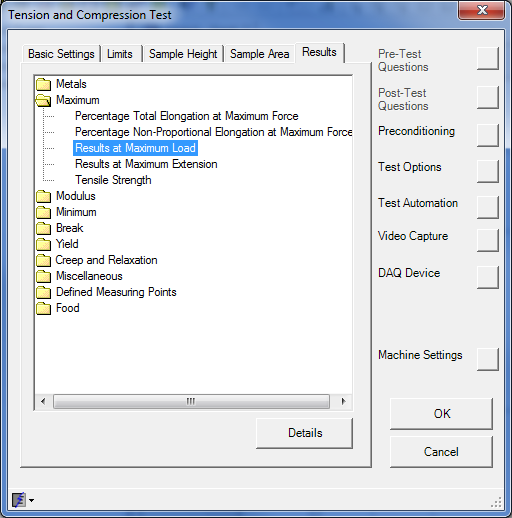 Tension and Compression Test
Basic Settings
Limits
Sample Height
Sample Area
Results
Metals
Maximum
Percentage Total Elongation at Maximum Force
Percentage Non-Proportional Elongation at Maximum Force
Results at Maximum Load
Results at Maximum Extension
Tensile Strength
Modulus
Minimum
Break
Yield
Creep and Relaxation
Miscellaneous
Defined Measuring Points
Food
Details
Pre-Test
Questions
Post-Test
Questions
Preconditioning
Test Options
Test Automation
Video Capture
DAQ Device
Machine Settings
OK
Cancel